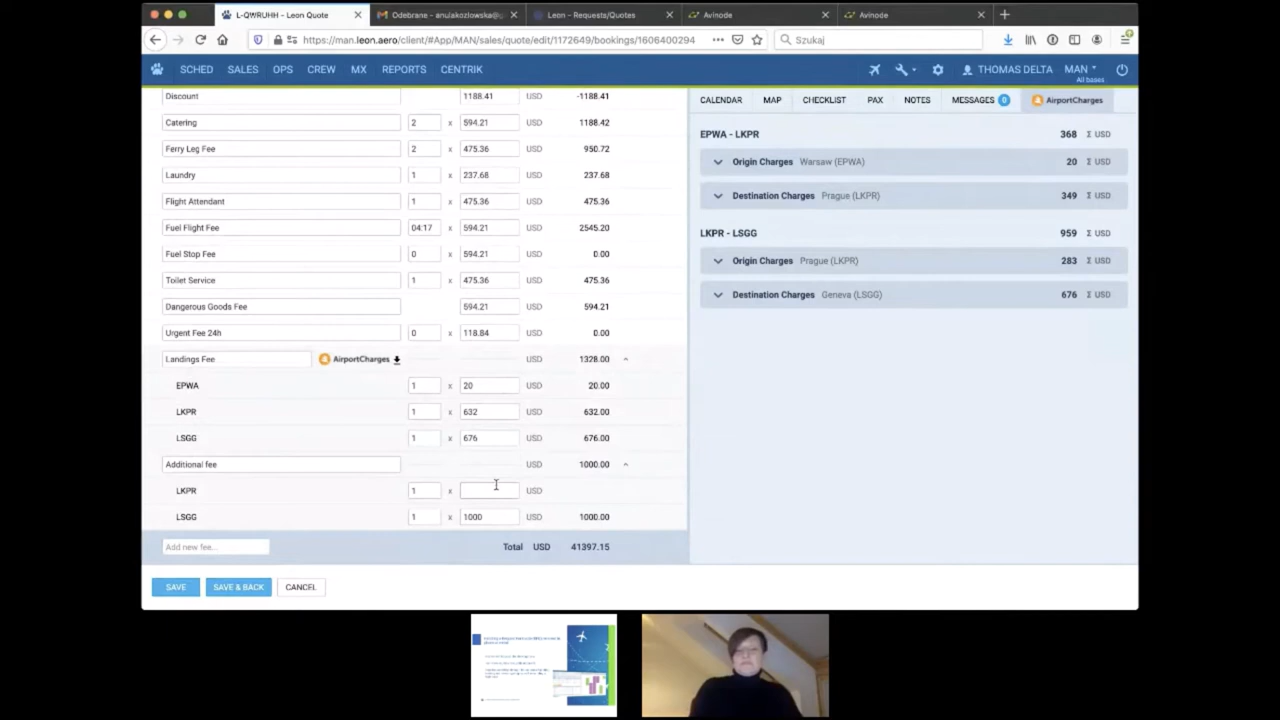 L-QWRUHH - Leon Quote
Odebrane - anulakozlowska@g
Leon - Requests/Quotes
Avinode
Avinode
https://man.leon.aero/client/#App/MAN/sales/quote/edit/1172649/bookings/1606400294
Szukaj
SCHED SALES OPS CREW MX REPORTS CENTRIK
THOMAS DELTA MAN
All bases
Discount 1188.41 USD -1188.41
Catering 2 x 594.21 USD 1188.42
Ferry Leg Fee 2 x 475.36 USD 950.72
Laundry 1 x 237.68 USD 237.68
Flight Attendant 1 x 475.36 USD 475.36
Fuel Flight Fee 04:17 x 594.21 USD 2545.20
Fuel Stop Fee 0 x 594.21 USD 0.00
Toilet Service 1 x 475.36 USD 475.36
Dangerous Goods Fee 594.21 USD 594.21
Urgent Fee 24h 0 x 118.84 USD 0.00
Landings Fee AirportCharges USD 1328.00
EPWA 1 x 20 USD 20.00
LKPR 1 x 632 USD 632.00
LSGG 1 x 676 USD 676.00
Additional fee USD 1000.00
LKPR 1 x USD
LSGG 1 x 1000 USD 1000.00
Add new fee... Total USD 41397.15
SAVE SAVE & BACK CANCEL
CALENDAR MAP CHECKLIST PAX NOTES MESSAGES 0 AirportCharges
EPWA - LKPR 368 Σ USD
Origin Charges Warsaw (EPWA) 20 Σ USD
Destination Charges Prague (LKPR) 349 Σ USD
LKPR - LSGG 959 Σ USD
Origin Charges Prague (LKPR) 283 Σ USD
Destination Charges Geneva (LSGG) 676 Σ USD